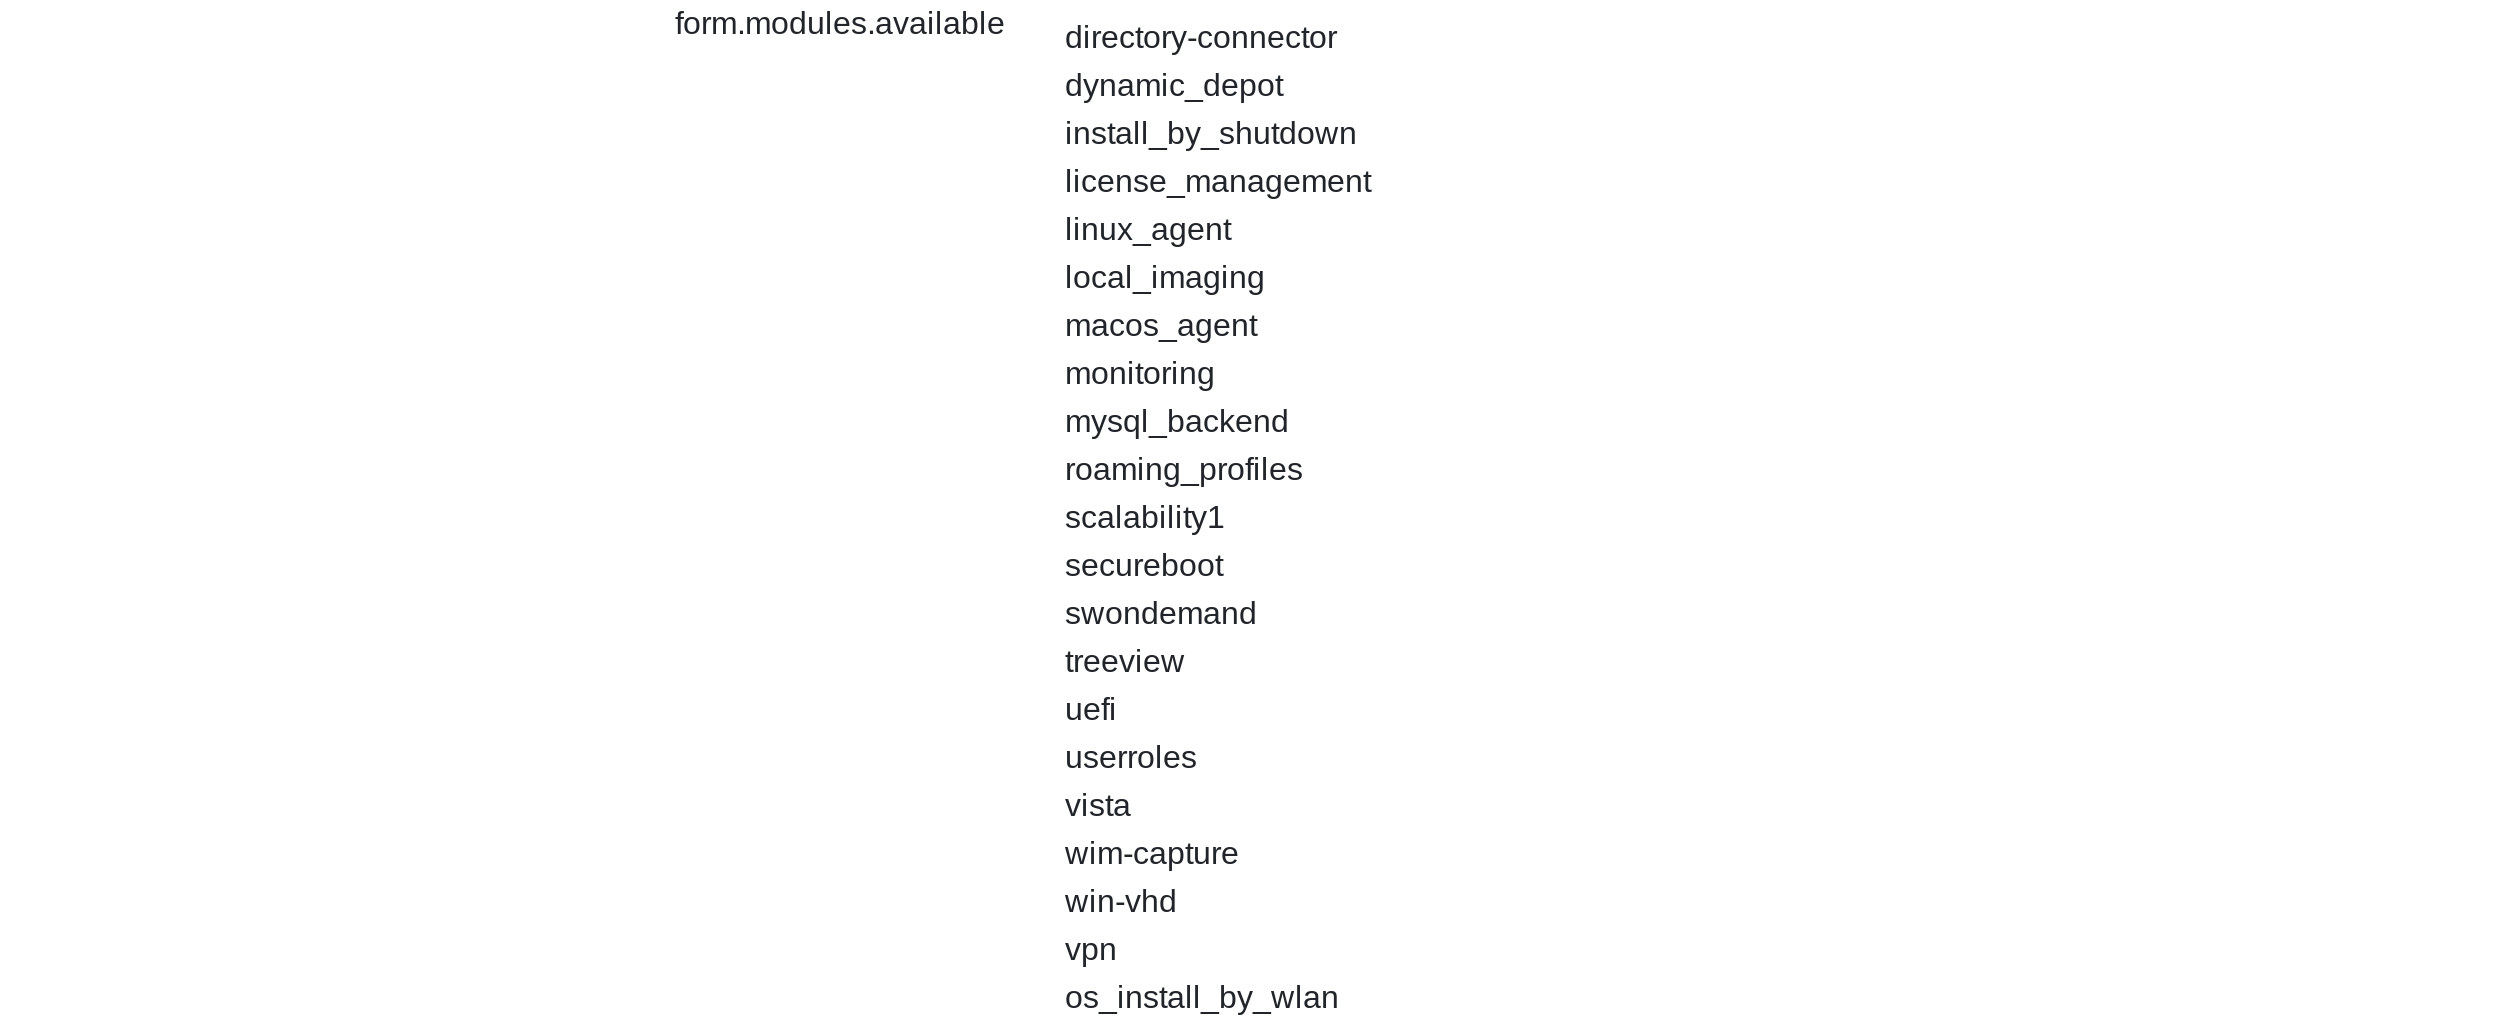 form.modules.available
directory-connector
dynamic_depot
install_by_shutdown
license_management
linux_agent
local_imaging
macos_agent
monitoring
mysql_backend
roaming_profiles
scalability1
secureboot
swondemand
treeview
uefi
userroles
vista
wim-capture
win-vhd
vpn
os_install_by_wlan